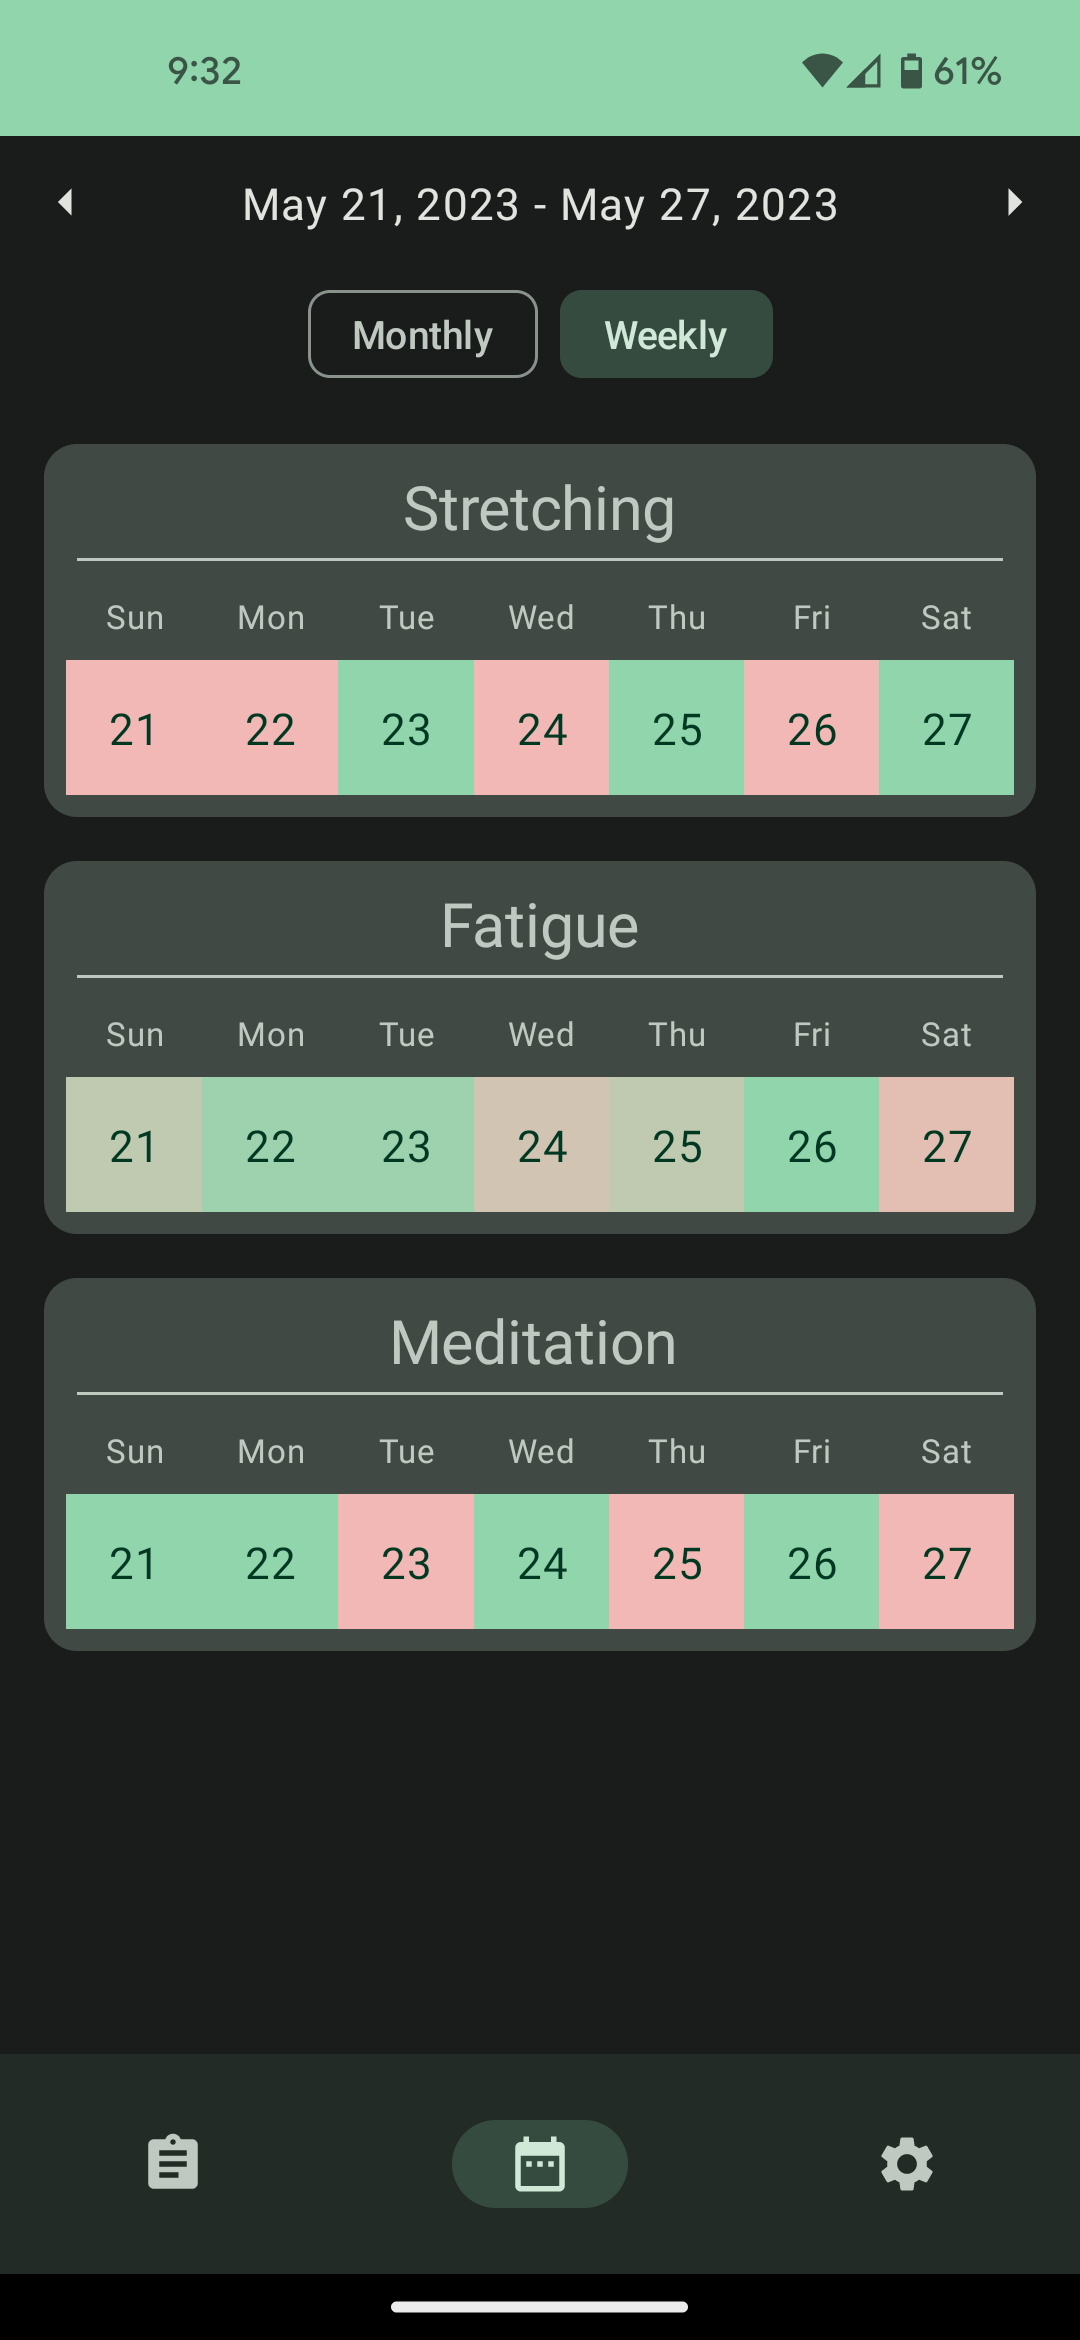 9:32 61%
May 21, 2023 - May 27, 2023
Monthly Weekly
Stretching
Sun Mon Tue Wed Thu Fri Sat
21 22 23 24 25 26 27
Fatigue
Sun Mon Tue Wed Thu Fri Sat
21 22 23 24 25 26 27
Meditation
Sun Mon Tue Wed Thu Fri Sat
21 22 23 24 25 26 27